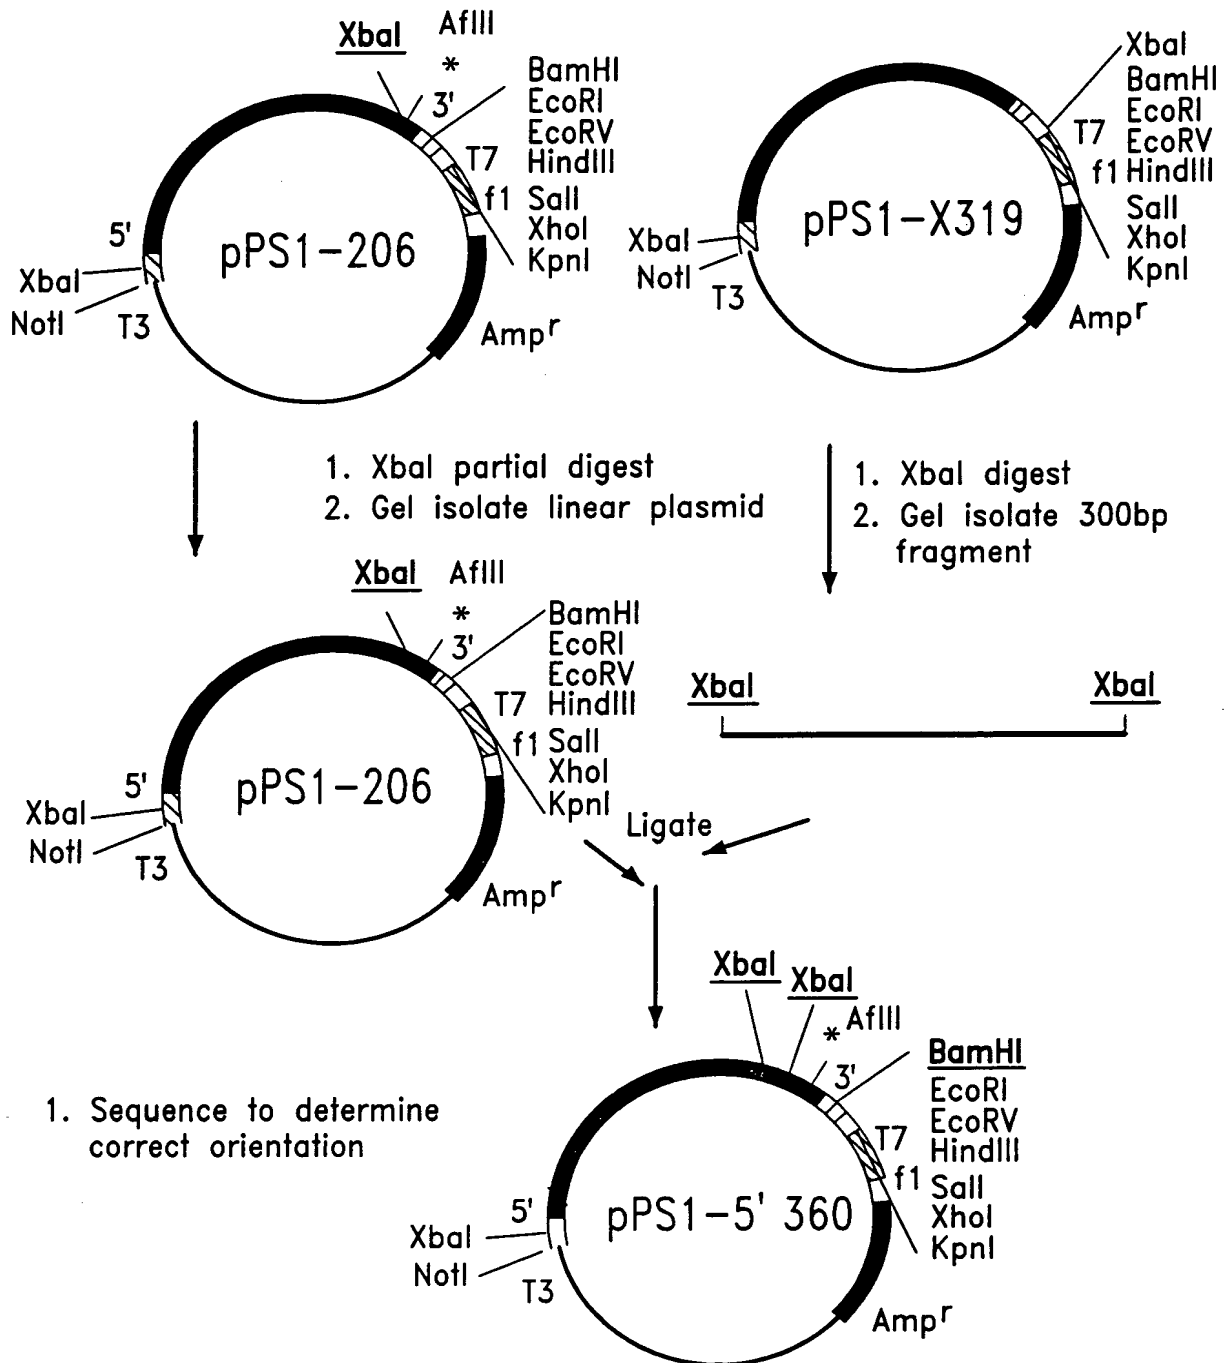 XbaI
AflII
*
3'
BamHI
EcoRI
EcoRV
HindIII
SalI
XhoI
KpnI
T7
f1
5'
XbaI
NotI
T3
pPS1-206
Ampr
XbaI
BamHI
EcoRI
EcoRV
HindIII
SalI
XhoI
KpnI
T7
f1
XbaI
NotI
T3
pPS1-X319
Ampr
1. XbaI partial digest
2. Gel isolate linear plasmid
1. XbaI digest
2. Gel isolate 300bp
fragment
XbaI
AflII
*
3'
BamHI
EcoRI
EcoRV
HindIII
SalI
XhoI
KpnI
T7
f1
5'
XbaI
NotI
T3
pPS1-206
Ampr
XbaI
XbaI
Ligate
XbaI
XbaI
* AflII
3'
BamHI
EcoRI
EcoRV
HindIII
SalI
XhoI
KpnI
T7
f1
1. Sequence to determine
correct orientation
5'
XbaI
NotI
T3
pPS1-5' 360
Ampr